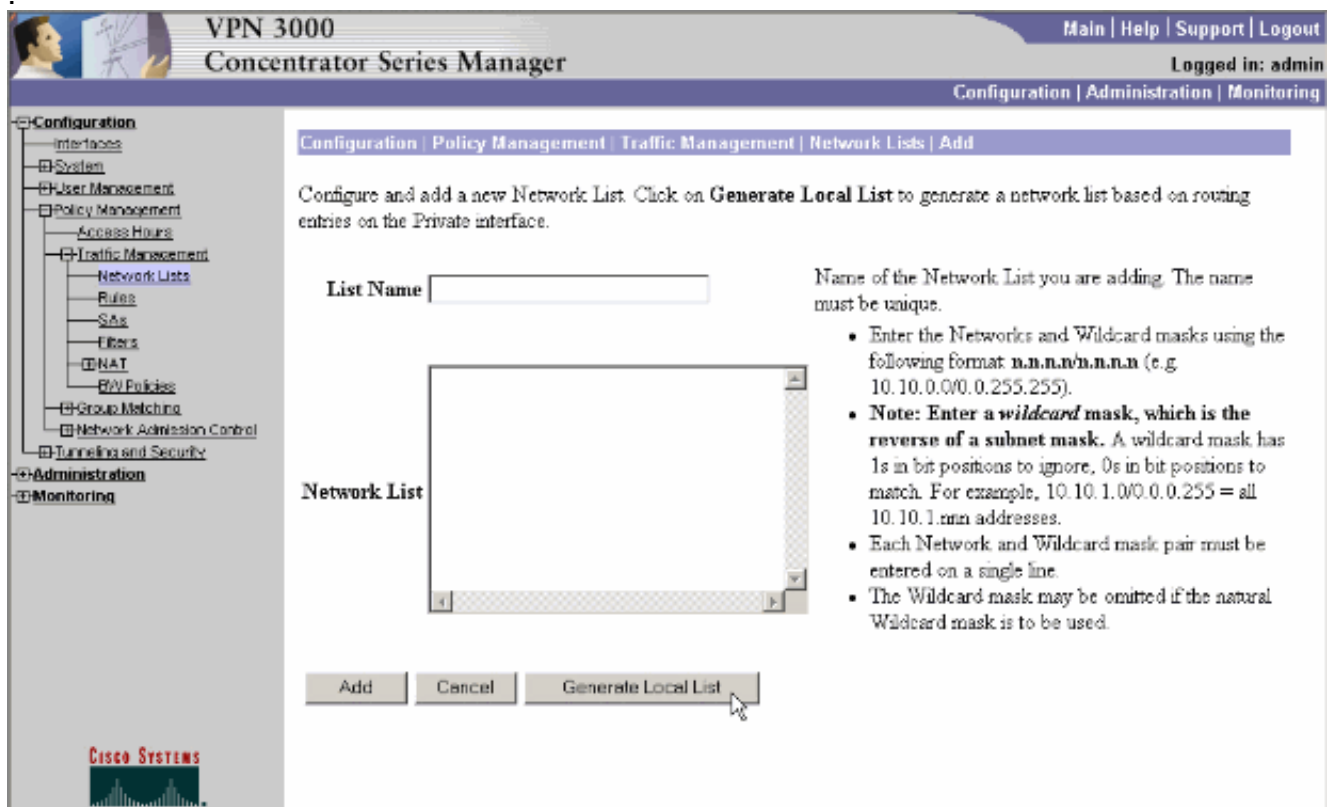 .
VPN 3000
Concentrator Series Manager
Main | Help | Support | Logout
Logged in: admin
Configuration | Administration | Monitoring
Configuration
Interfaces
System
User Management
Policy Management
Access Hours
Traffic Management
Network Lists
Rules
SAs
Filters
NAT
BW Policies
Group Matching
Network Admission Control
Tunneling and Security
Administration
Monitoring
Configuration | Policy Management | Traffic Management | Network Lists | Add
Configure and add a new Network List. Click on Generate Local List to generate a network list based on routing
entries on the Private interface.
List Name
Name of the Network List you are adding. The name
must be unique.
Network List
• Enter the Networks and Wildcard masks using the
following format n.n.n.n/n.n.n.n (e.g.
10.10.0.0/0.0.255.255).
• Note: Enter a wildcard mask, which is the
reverse of a subnet mask. A wildcard mask has
1s in bit positions to ignore, 0s in bit positions to
match. For example, 10.10.1.0/0.0.0.255 = all
10.10.1.nnn addresses.
• Each Network and Wildcard mask pair must be
entered on a single line.
• The Wildcard mask may be omitted if the natural
Wildcard mask is to be used.
Add
Cancel
Generate Local List
CISCO SYSTEMS